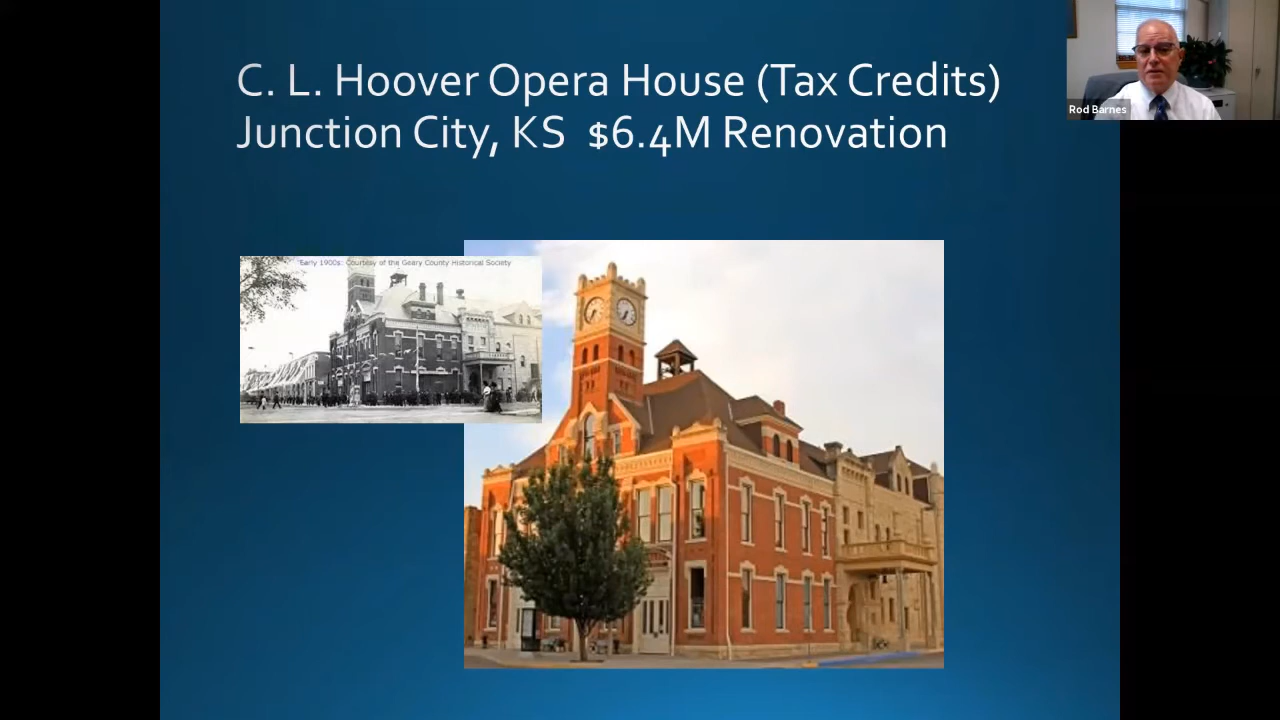 C. L. Hoover Opera House (Tax Credits)
Junction City, KS $6.4M Renovation
Rod Barnes
Early 1900s: Courtesy of the Geary County Historical Society